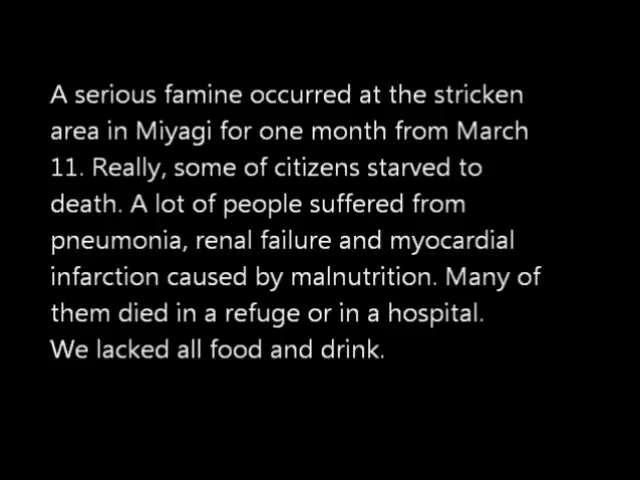 A serious famine occurred at the stricken
area in Miyagi for one month from March
11. Really, some of citizens starved to
death. A lot of people suffered from
pneumonia, renal failure and myocardial
infarction caused by malnutrition. Many of
them died in a refuge or in a hospital.
We lacked all food and drink.